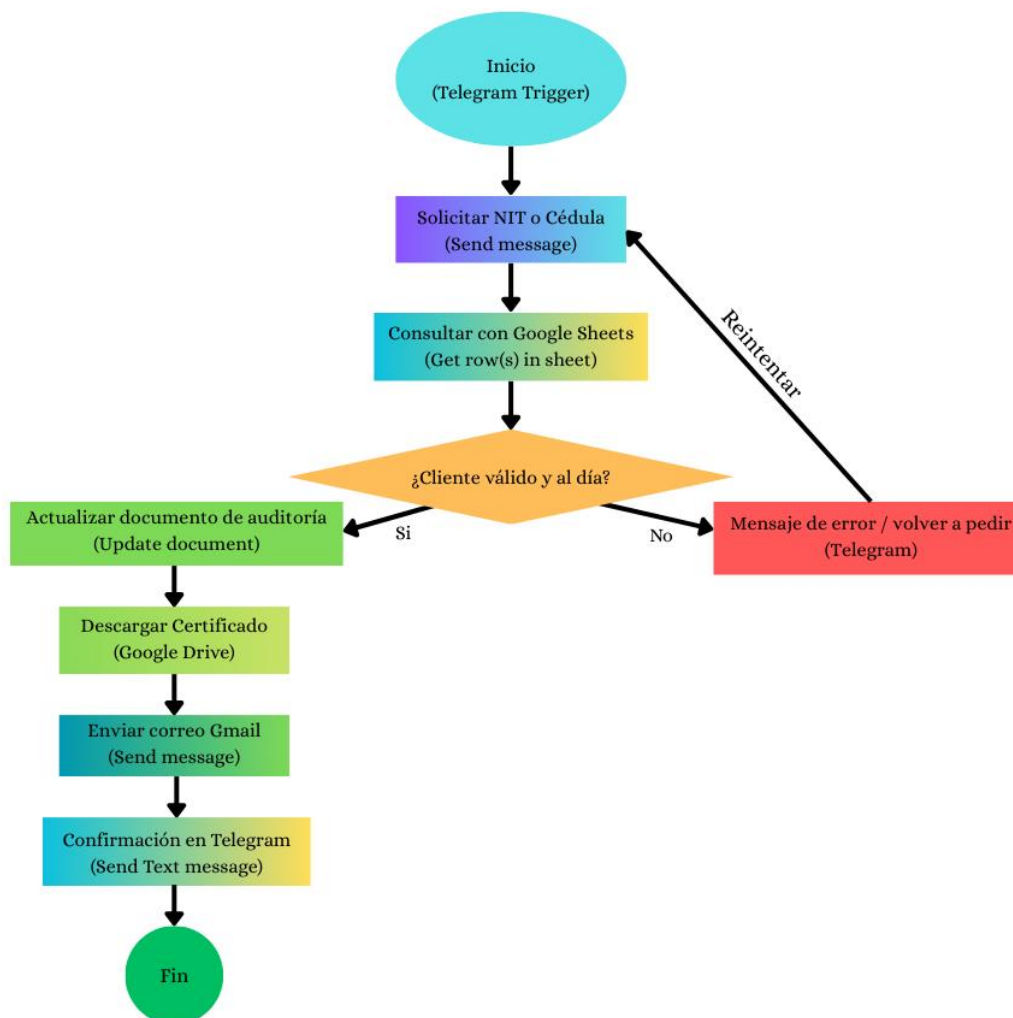 Inicio
(Telegram Trigger)
Solicitar NIT o Cédula
(Send message)
Consultar con Google Sheets
(Get row(s) in sheet)
Reintentar
¿Cliente válido y al día?
Si
No
Actualizar documento de auditoría
(Update document)
Mensaje de error / volver a pedir
(Telegram)
Descargar Certificado
(Google Drive)
Enviar correo Gmail
(Send message)
Confirmación en Telegram
(Send Text message)
Fin